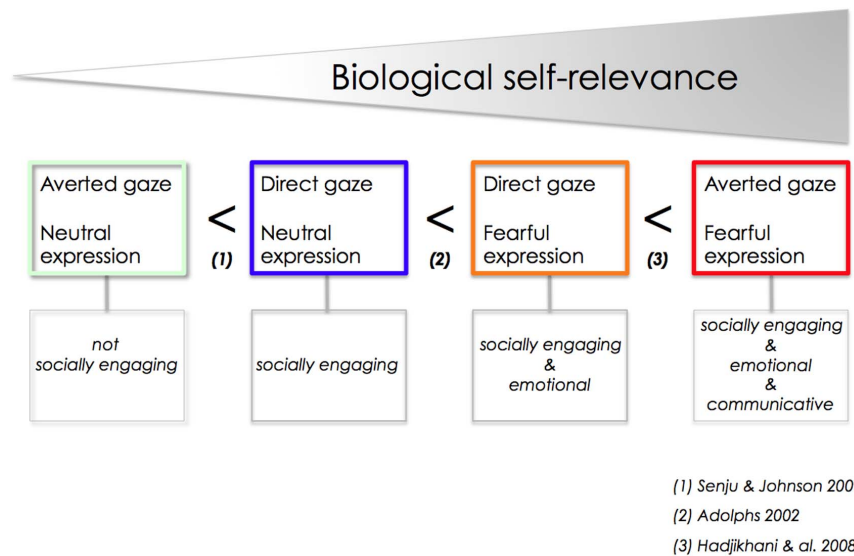 Biological self-relevance
Averted gaze
Neutral
expression
<
(1)
Direct gaze
Neutral
expression
<
(2)
Direct gaze
Fearful
expression
<
(3)
Averted gaze
Fearful
expression
not
socially engaging
socially engaging
socially engaging
&
emotional
socially engaging
&
emotional
&
communicative
(1) Senju & Johnson 200
(2) Adolphs 2002
(3) Hadjikhani & al. 2008